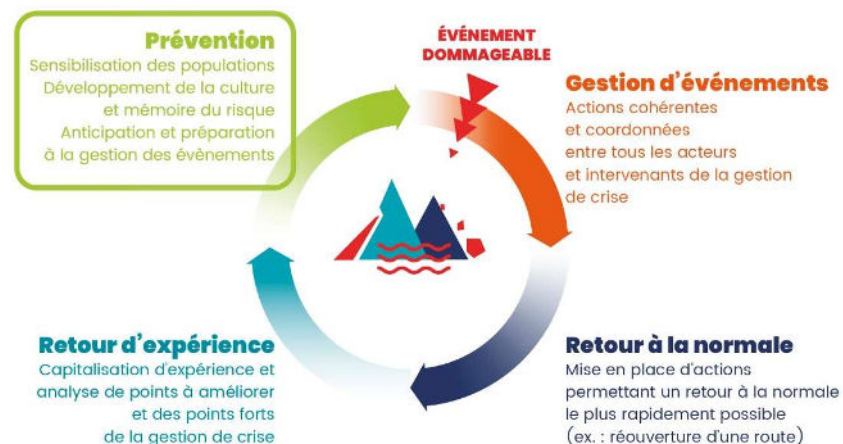 Prévention
Sensibilisation des populations
Développement de la culture
et mémoire du risque
Anticipation et préparation
à la gestion des évènements
ÉVÉNEMENT
DOMMAGEABLE
Gestion d'événements
Actions cohérentes
et coordonnées
entre tous les acteurs
et intervenants de la gestion
de crise
Retour à la normale
Mise en place d'actions
permettant un retour à la normale
le plus rapidement possible
(ex. : réouverture d'une route)
Retour d'expérience
Capitalisation d'expérience et
analyse de points à améliorer
et des points forts
de la gestion de crise